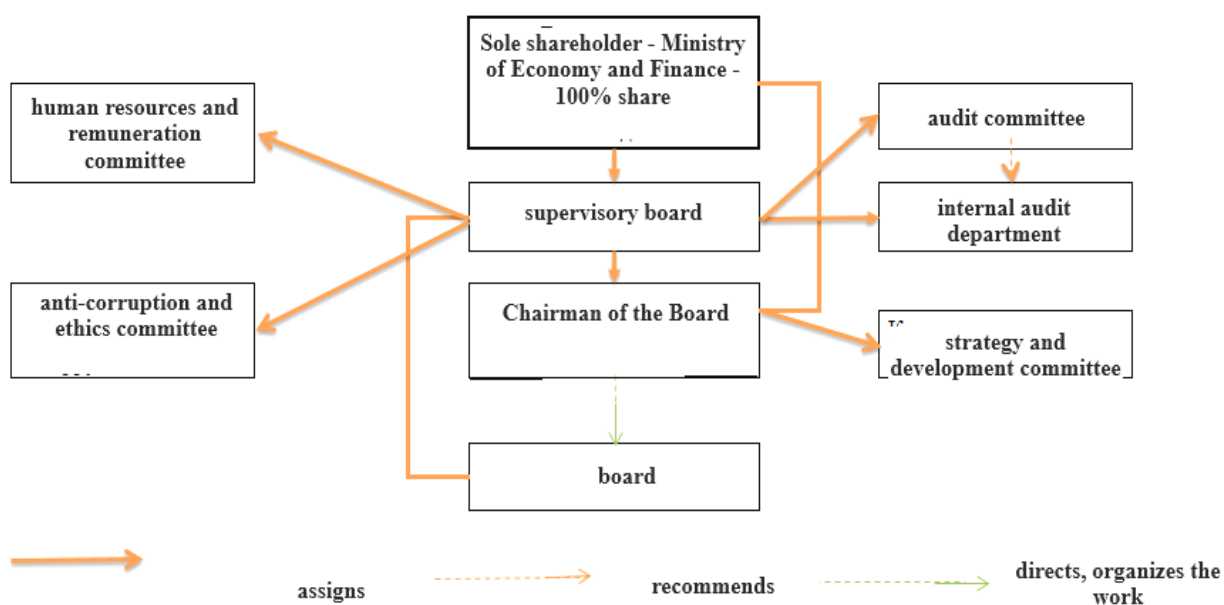 Sole shareholder - Ministry
of Economy and Finance -
100% share
human resources and
remuneration
committee
audit committee
supervisory board
internal audit
department
anti-corruption and
ethics committee
Chairman of the Board
strategy and
development committee
board
assigns
recommends
directs, organizes the
work